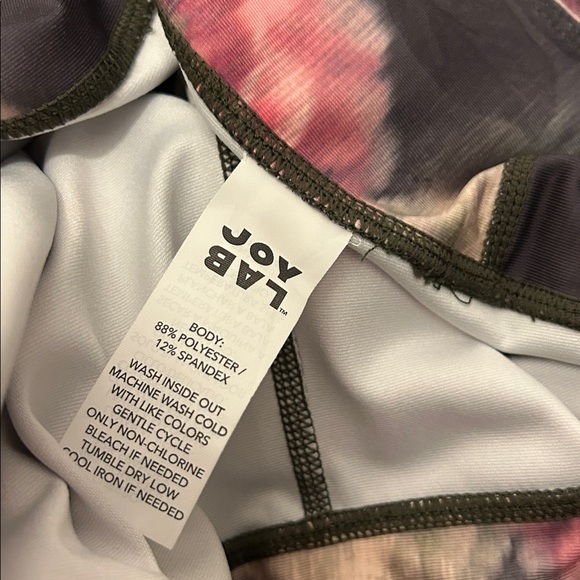 JOY
LAB™
BODY:
88% POLYESTER/
12% SPANDEX
WASH INSIDE OUT
MACHINE WASH COLD
WITH LIKE COLORS
GENTLE CYCLE
ONLY NON-CHLORINE
BLEACH IF NEEDED
TUMBLE DRY LOW
COOL IRON IF NEEDED